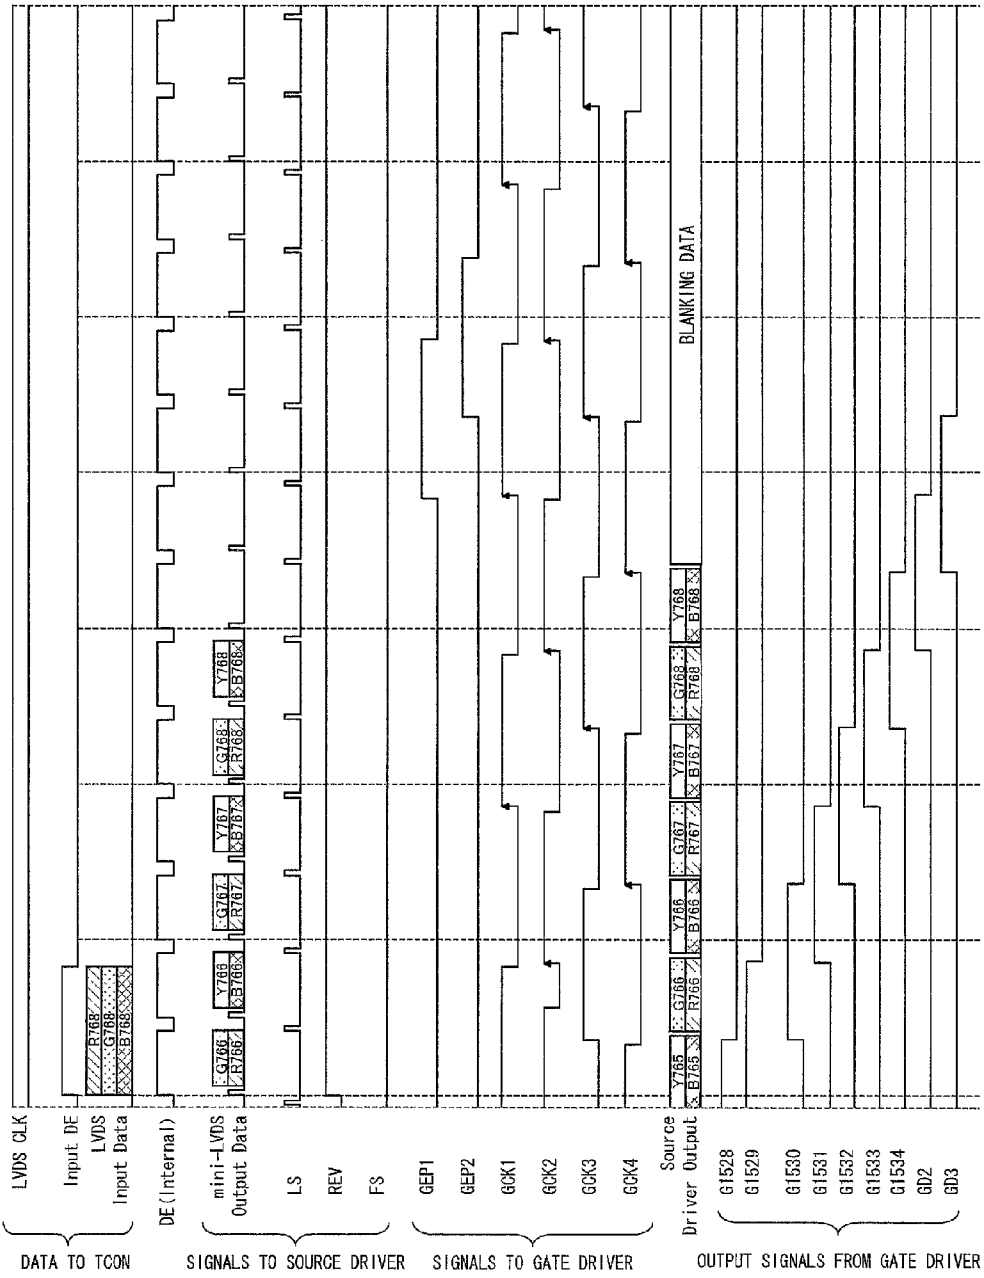 LVDS CLK
Input DE
LVDS
Input Data
DE(Internal)
mini-LVDS
Output Data
LS
REV
FS
GEP1
GEP2
GCK1
GCK2
GCK3
GCK4
Source
Driver Output
G1528
G1529
G1530
G1531
G1532
G1533
G1534
GD2
GD3
DATA TO TCON
SIGNALS TO SOURCE DRIVER
SIGNALS TO GATE DRIVER
OUTPUT SIGNALS FROM GATE DRIVER
R768
G768
B768
G766
R766
Y766
B766
G767
R767
Y767
B767
G768
R768
Y768
B768
Y765
B765
G766
R766
Y766
B766
G767
R767
Y767
B767
G768
R768
Y768
B768
BLANKING DATA